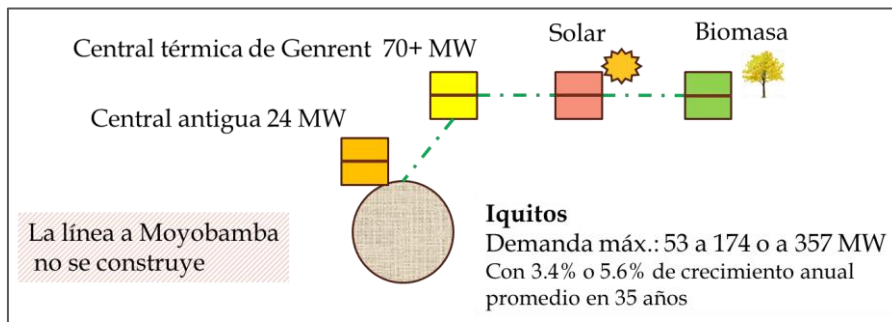 Central térmica de Genrent 70+ MW
Solar
Biomasa
Central antigua 24 MW
La línea a Moyobamba
no se construye
Iquitos
Demanda máx.: 53 a 174 o a 357 MW
Con 3.4% o 5.6% de crecimiento anual
promedio en 35 años